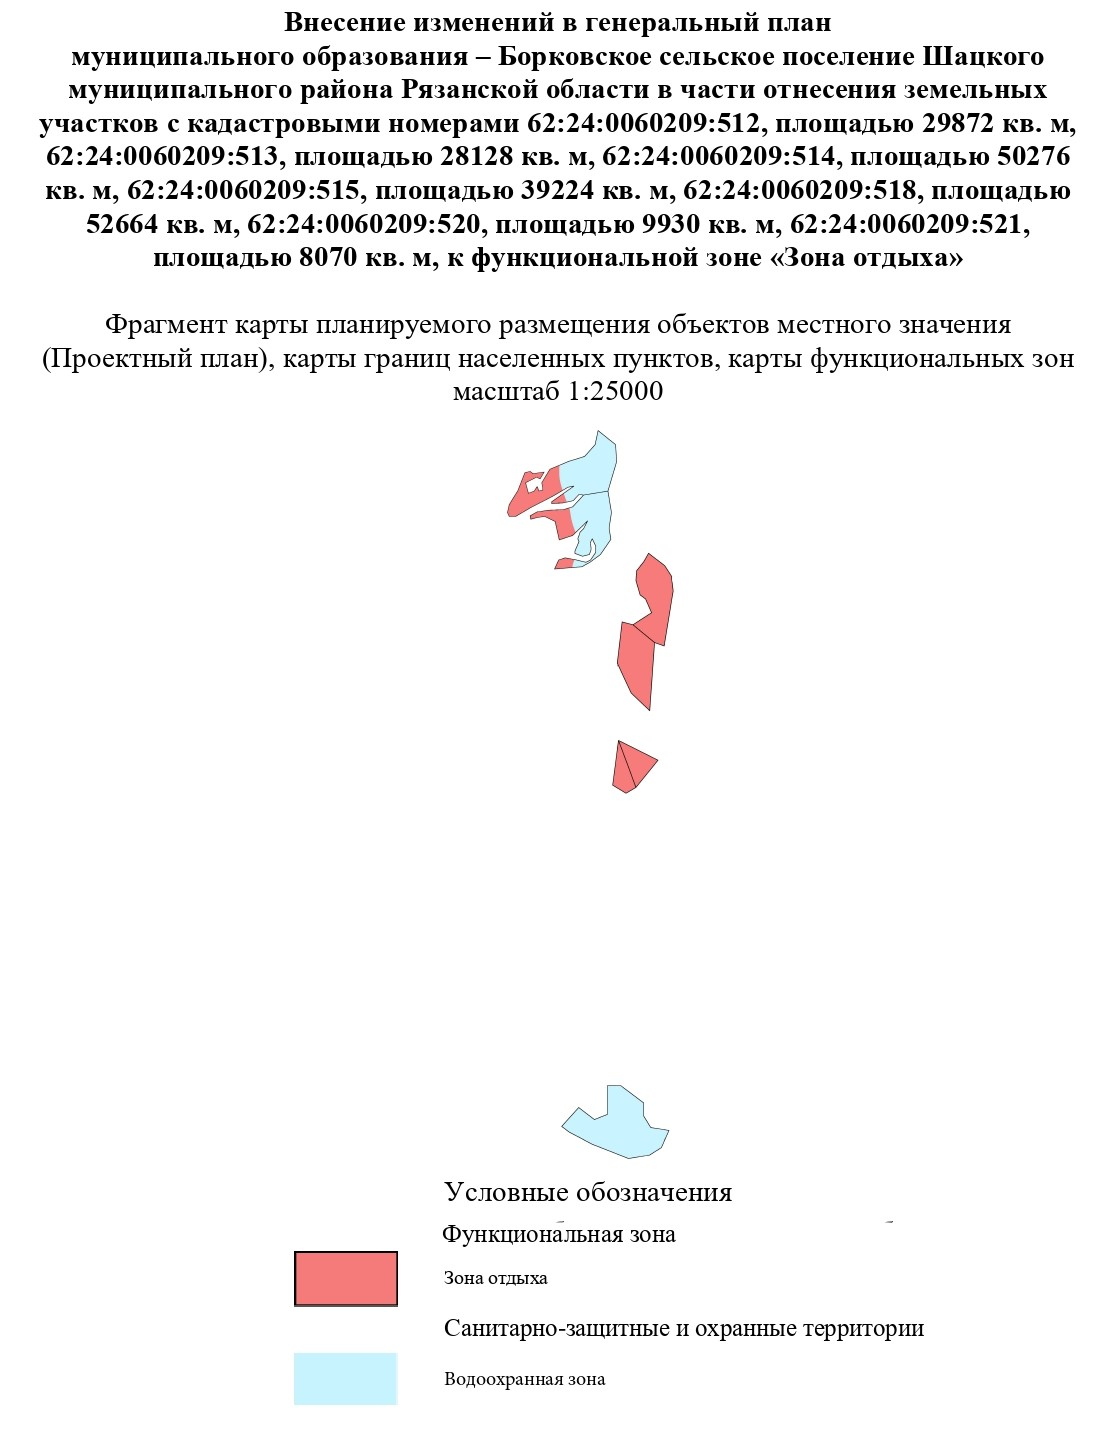 Внесение изменений в генеральный план
муниципального образования – Борковское сельское поселение Шацкого
муниципального района Рязанской области в части отнесения земельных
участков с кадастровыми номерами 62:24:0060209:512, площадью 29872 кв. м,
62:24:0060209:513, площадью 28128 кв. м, 62:24:0060209:514, площадью 50276
кв. м, 62:24:0060209:515, площадью 39224 кв. м, 62:24:0060209:518, площадью
52664 кв. м, 62:24:0060209:520, площадью 9930 кв. м, 62:24:0060209:521,
площадью 8070 кв. м, к функциональной зоне «Зона отдыха»
Фрагмент карты планируемого размещения объектов местного значения
(Проектный план), карты границ населенных пунктов, карты функциональных зон
масштаб 1:25000
Условные обозначения
Функциональная зона
Зона отдыха
Санитарно-защитные и охранные территории
Водоохранная зона